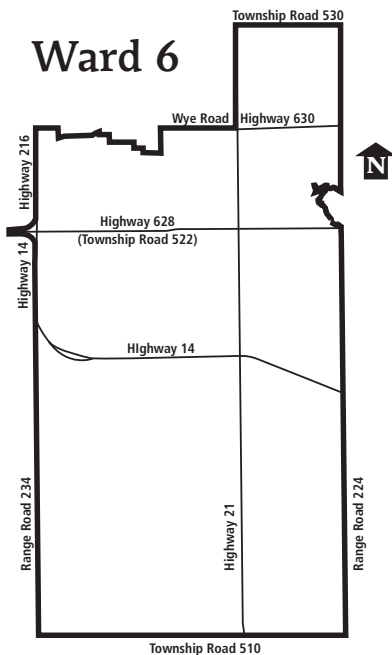 Township Road 530
Ward 6
Wye Road
Highway 630
Highway 216
N
Highway 628
(Township Road 522)
Highway 14
HIghway 14
Range Road 234
Highway 21
Range Road 224
Township Road 510